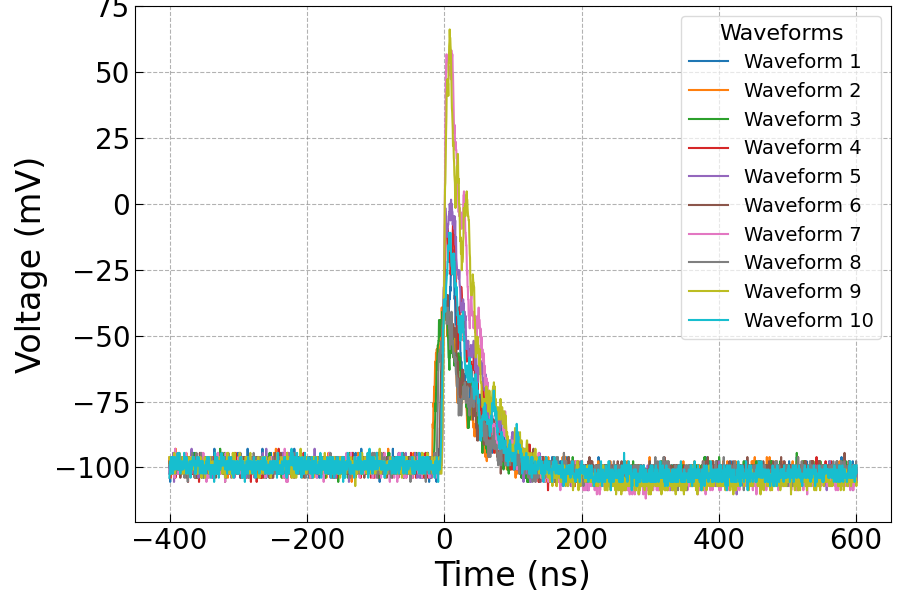 75
50
25
0
−25
−50
−75
−100
Voltage (mV)
Waveforms
Waveform 1
Waveform 2
Waveform 3
Waveform 4
Waveform 5
Waveform 6
Waveform 7
Waveform 8
Waveform 9
Waveform 10
−400 −200 0 200 400 600
Time (ns)